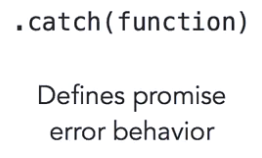 .catch(function)
Defines promise
error behavior